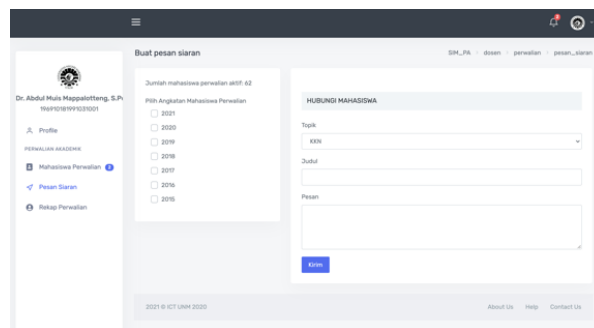 Buat pesan siaran
SIM_PA dosen perwalian pesan_siaran
Dr. Abdul Muis Mappalotteng, S.Pd
196910181991031001
Profile
PERWALIAN AKADEMIK
Mahasiswa Perwalian
Pesan Siaran
Rekap Perwalian
Jumlah mahasiswa perwalian aktif: 62
Pilih Angkatan Mahasiswa Perwalian
2021
2020
2019
2018
2017
2016
2015
HUBUNGI MAHASISWA
Topik
KKN
Judul
Pesan
Kirim
2021 © ICT UNM 2020
About Us Help Contact Us